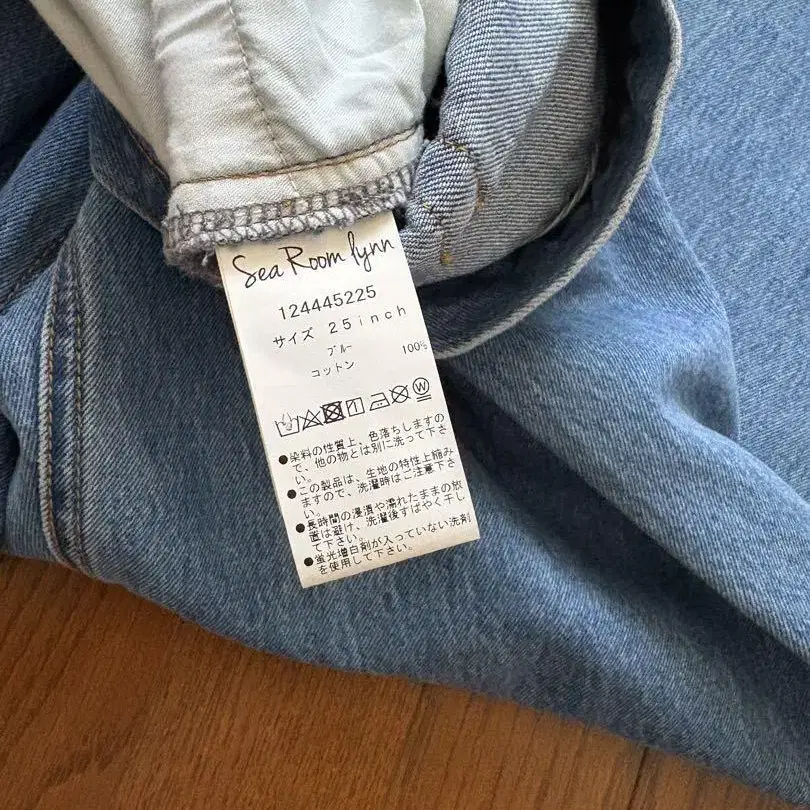 Sea Room lynn
124445225
サイズ 25inch
ブルー
コットン 100%
●染料の性質上、色落ちしますの
で、他の物とは別に洗って下さ
い。
●この製品は、生地の特性上縮み
ますので、洗濯時はご注意下さ
い。
●長時間の浸漬や濡れたままの放
置は避け、洗濯後すばやく干し
て下さい。
●蛍光増白剤が入っていない洗剤
を使用して下さい。